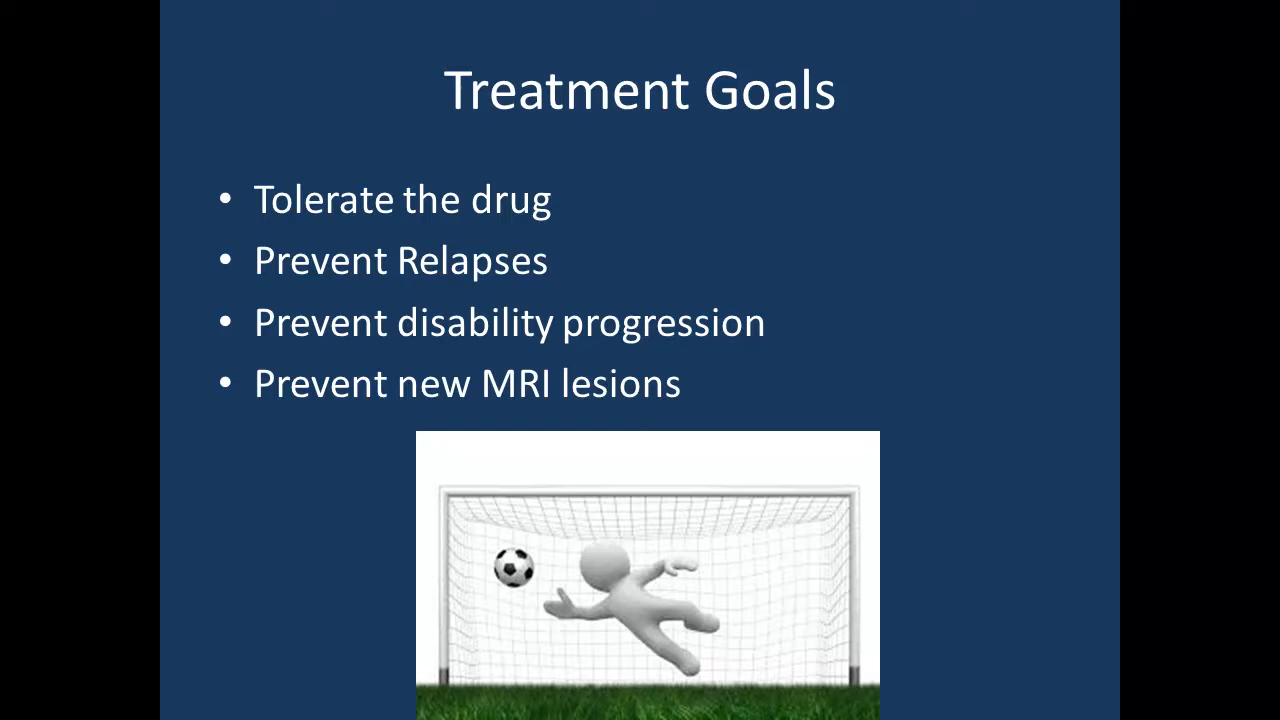 Treatment Goals
• Tolerate the drug
• Prevent Relapses
• Prevent disability progression
• Prevent new MRI lesions